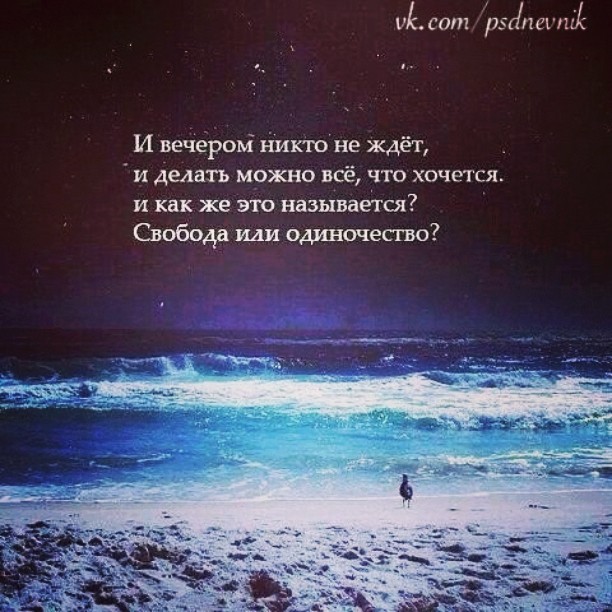 vk.com/psdnevnik
И вечером никто не ждёт,
и делать можно всё, что хочется.
и как же это называется?
Свобода или одиночество?